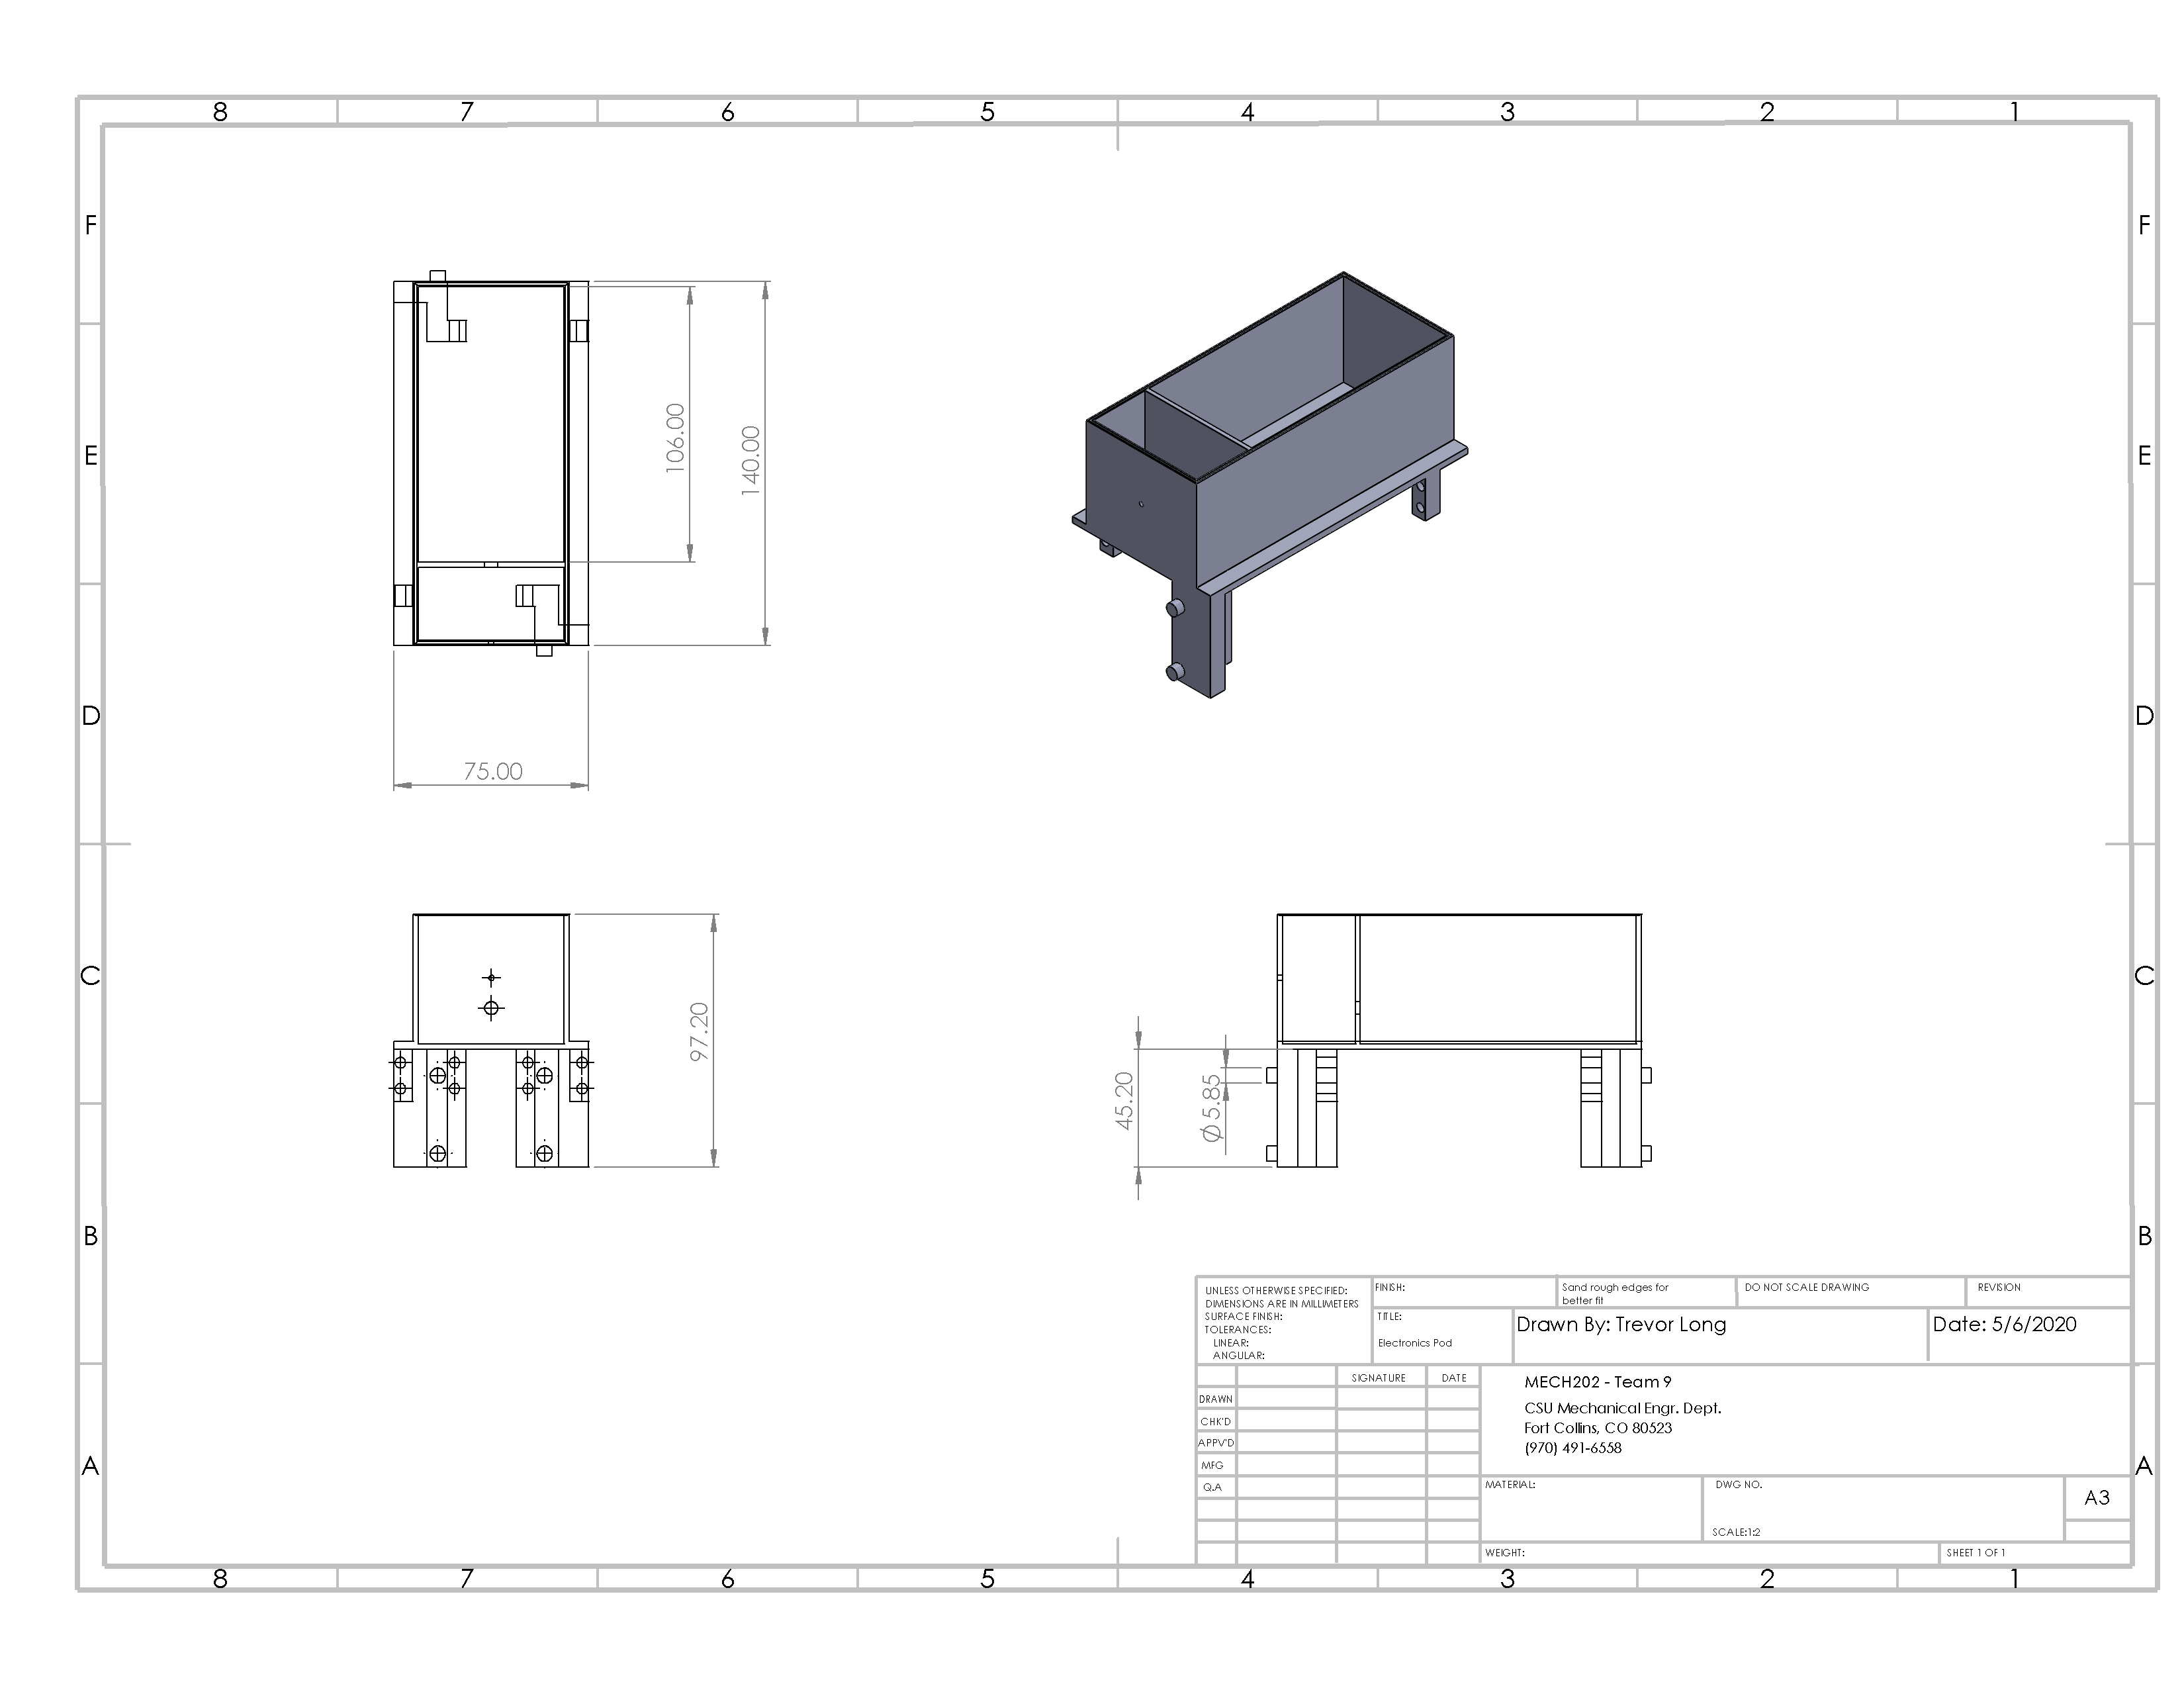 8 7 6 5 4 3 2 1
F F
E E
D D
C C
B B
A A
106.00
140.00
75.00
97.20
45.20
Ø5.85
UNLESS OTHERWISE SPECIFIED:
DIMENSIONS ARE IN MILLIMETERS
SURFACE FINISH:
TOLERANCES:
LINEAR:
ANGULAR:
FINISH:
Sand rough edges for
better fit
DO NOT SCALE DRAWING
REVISION
TITLE:
Electronics Pod
Drawn By: Trevor Long
Date: 5/6/2020
SIGNATURE DATE
DRAWN
CHK'D
APPV'D
MFG
Q.A
MECH202 - Team 9
CSU Mechanical Engr. Dept.
Fort Collins, CO 80523
(970) 491-6558
MATERIAL:
DWG NO.
A3
SCALE:1:2
WEIGHT:
SHEET 1 OF 1
8 7 6 5 4 3 2 1